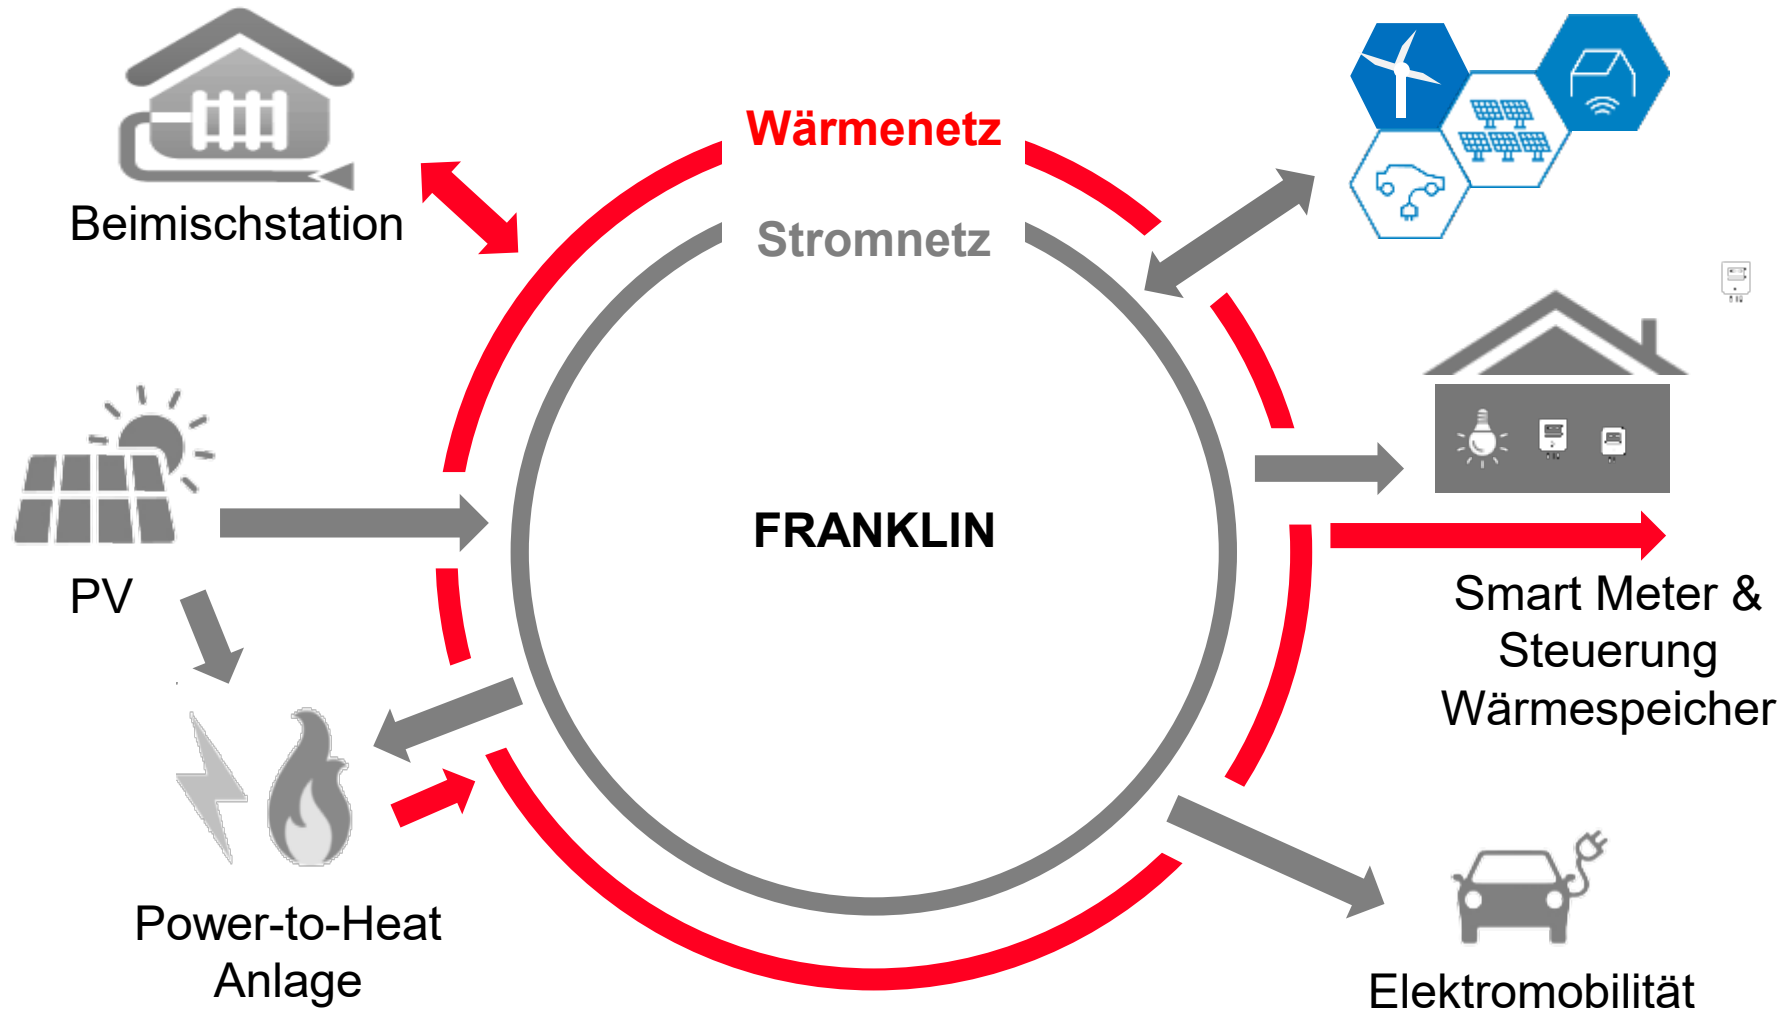 Wärmenetz
Stromnetz
Beimischstation
FRANKLIN
PV
Smart Meter &
Steuerung
Wärmespeicher
Power-to-Heat
Anlage
Elektromobilität